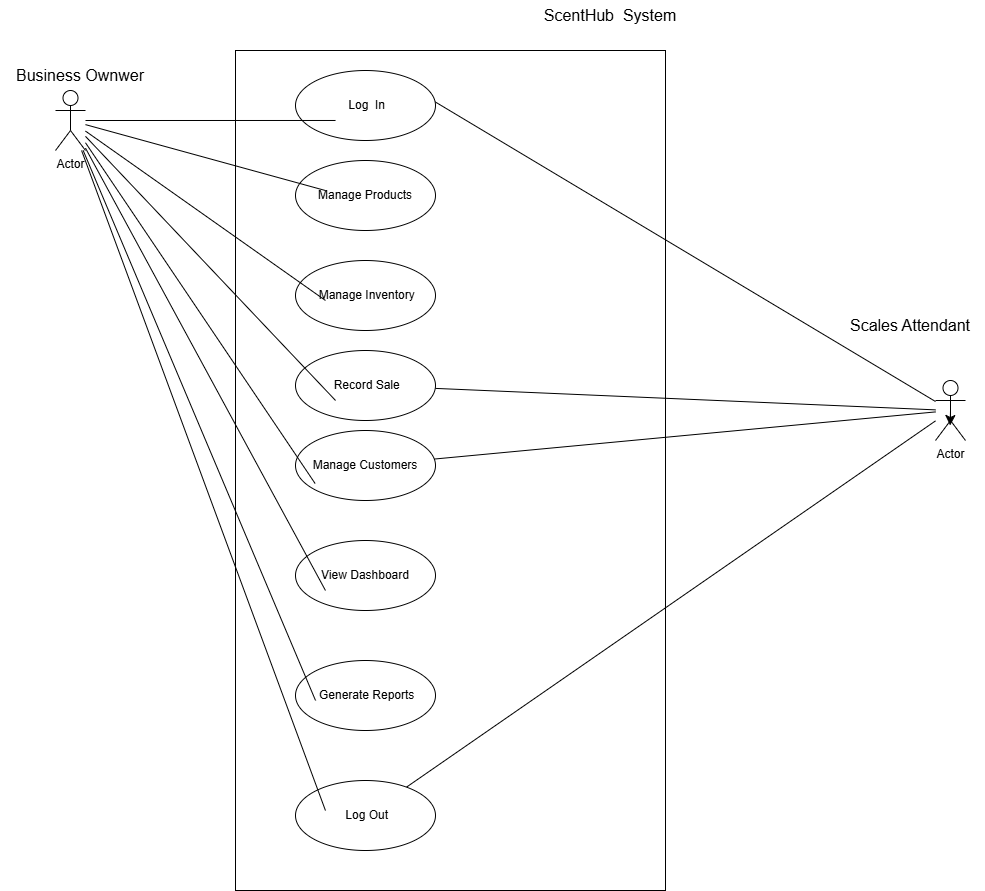 ScentHub  System
Business Ownwer
Actor
Log  In
Manage Products
Manage Inventory
Record Sale
Manage Customers
View Dashboard
Generate Reports
Log Out
Scales Attendant
Actor